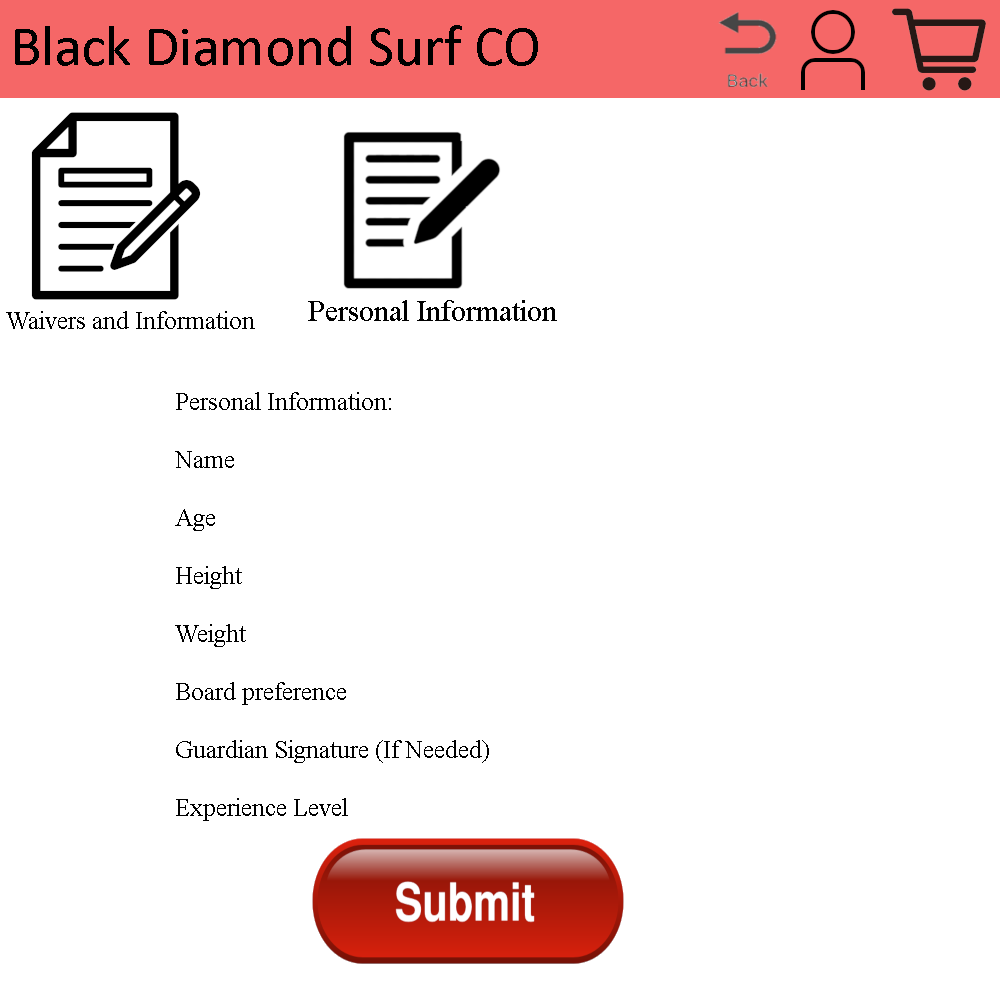 Black Diamond Surf CO
Back
Waivers and Information
Personal Information
Personal Information:
Name
Age
Height
Weight
Board preference
Guardian Signature (If Needed)
Experience Level
Submit